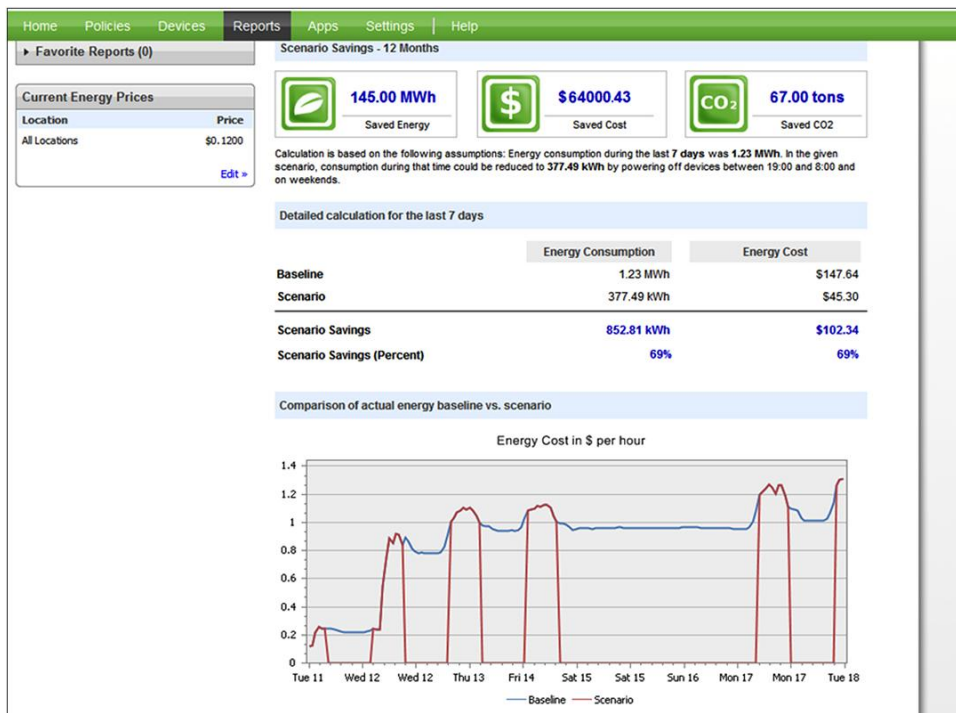 Home Policies Devices Reports Apps Settings | Help
Favorite Reports (0)
Current Energy Prices
Location Price
All Locations $0.1200
Edit »
Scenario Savings - 12 Months
145.00 MWh
Saved Energy
$
$64000.43
Saved Cost
CO2
67.00 tons
Saved CO2
Calculation is based on the following assumptions: Energy consumption during the last 7 days was 1.23 MWh. In the given
scenario, consumption during that time could be reduced to 377.49 kWh by powering off devices between 19:00 and 8:00 and
on weekends.
Detailed calculation for the last 7 days
Energy Consumption Energy Cost
Baseline 1.23 MWh $147.64
Scenario 377.49 kWh $45.30
Scenario Savings 852.81 kWh $102.34
Scenario Savings (Percent) 69% 69%
Comparison of actual energy baseline vs. scenario
Energy Cost in $ per hour
1.4
1.2
1
0.8
0.6
0.4
0.2
0
Tue 11 Wed 12 Wed 12 Thu 13 Fri 14 Sat 15 Sat 15 Sun 16 Mon 17 Mon 17 Tue 18
Baseline Scenario